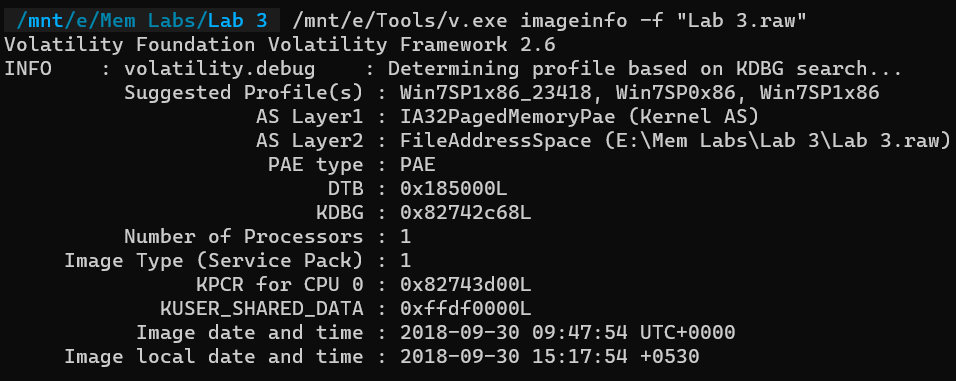 /mnt/e/Mem Labs/Lab 3  /mnt/e/Tools/v.exe imageinfo -f "Lab 3.raw"
Volatility Foundation Volatility Framework 2.6
INFO    : volatility.debug    : Determining profile based on KDBG search...
          Suggested Profile(s) : Win7SP1x86_23418, Win7SP0x86, Win7SP1x86
                     AS Layer1 : IA32PagedMemoryPae (Kernel AS)
                     AS Layer2 : FileAddressSpace (E:\Mem Labs\Lab 3\Lab 3.raw)
                      PAE type : PAE
                           DTB : 0x185000L
                          KDBG : 0x82742c68L
          Number of Processors : 1
     Image Type (Service Pack) : 1
                KPCR for CPU 0 : 0x82743d00L
             KUSER_SHARED_DATA : 0xffdf0000L
           Image date and time : 2018-09-30 09:47:54 UTC+0000
     Image local date and time : 2018-09-30 15:17:54 +0530